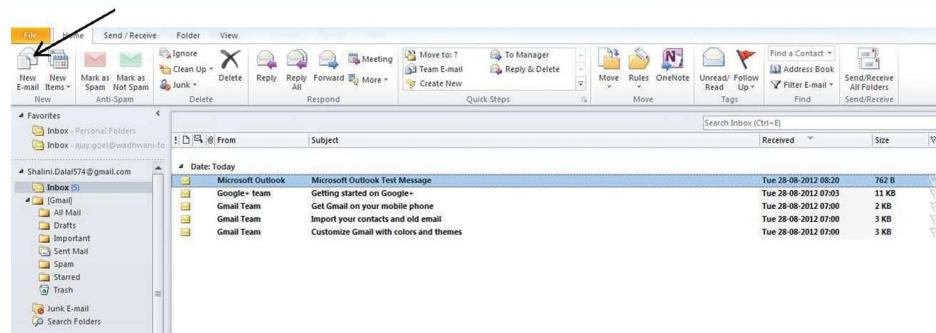 File Home Send / Receive Folder View
New E-mail
New Items
New
Mark as Spam
Mark as Not Spam
Anti-Spam
Ignore
Clean Up
Junk
Delete
Delete
Reply
Reply All
Forward
Meeting
More
Respond
Move to: ?
Team E-mail
Create New
To Manager
Reply & Delete
Quick Steps
Move
Rules
OneNote
Move
Unread/ Read
Follow Up
Tags
Find a Contact
Address Book
Filter E-mail
Find
Send/Receive All Folders
Send/Receive
Favorites
Inbox - Personal Folders
Inbox - ajay.goel@wadhwani-fo
Shalini.Dalal574@gmail.com
Inbox (5)
[Gmail]
All Mail
Drafts
Important
Sent Mail
Spam
Starred
Trash
Junk E-mail
Search Folders
Search Inbox (Ctrl+E)
From Subject Received Size
Date: Today
Microsoft Outlook Microsoft Outlook Test Message Tue 28-08-2012 08:20 762 B
Google+ team Getting started on Google+ Tue 28-08-2012 07:03 11 KB
Gmail Team Get Gmail on your mobile phone Tue 28-08-2012 07:00 2 KB
Gmail Team Import your contacts and old email Tue 28-08-2012 07:00 3 KB
Gmail Team Customize Gmail with colors and themes Tue 28-08-2012 07:00 3 KB